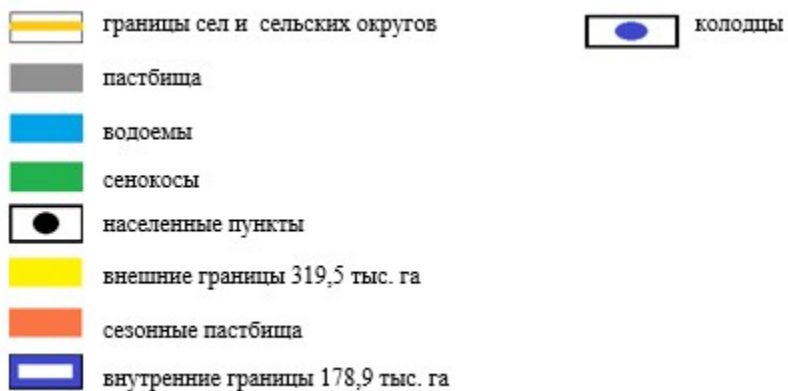 границы сел и сельских округов
колодцы
пастбища
водоемы
сенокосы
населенные пункты
внешние границы 319,5 тыс. га
сезонные пастбища
внутренние границы 178,9 тыс. га